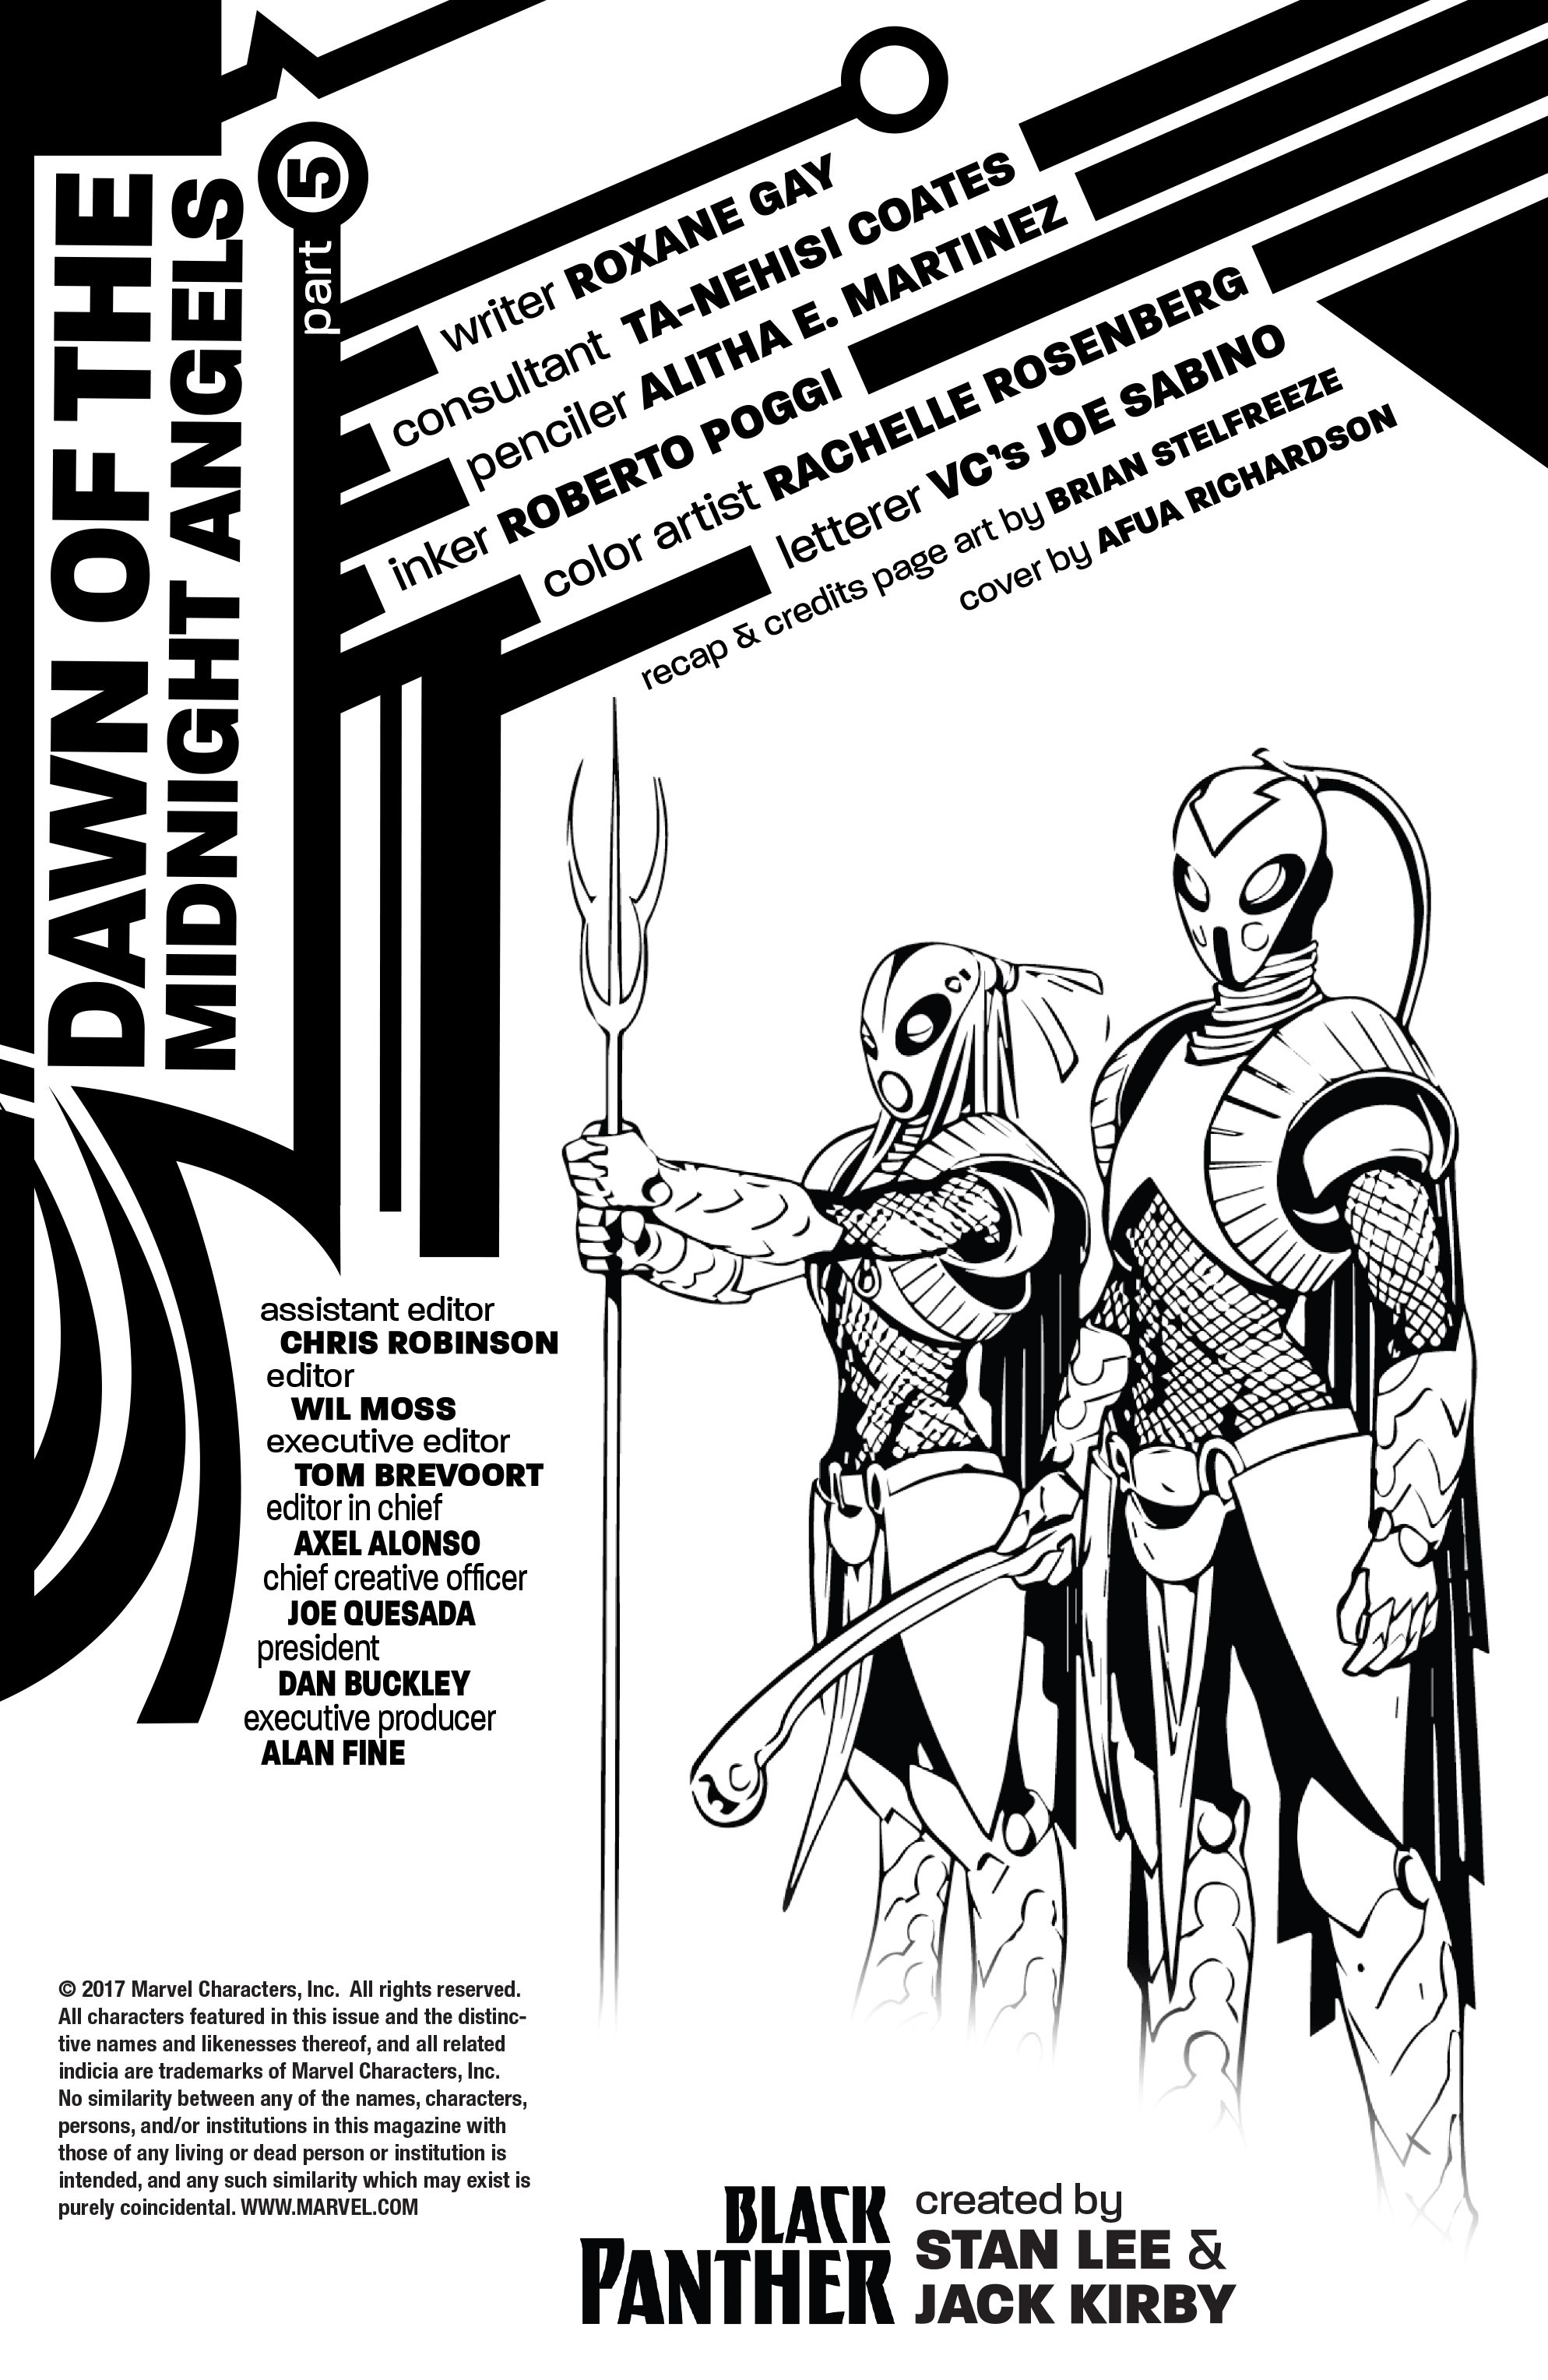 DAWN OF THE
MIDNIGHT ANGELS
part 5
writer ROXANE GAY
consultant TA-NEHISI COATES
penciler ALITHA E. MARTINEZ
inker ROBERTO POGGI
color artist RACHELLE ROSENBERG
letterer VC's JOE SABINO
recap & credits page art by BRIAN STELFREEZE
cover by AFUA RICHARDSON
assistant editor
CHRIS ROBINSON
editor
WIL MOSS
executive editor
TOM BREVOORT
editor in chief
AXEL ALONSO
chief creative officer
JOE QUESADA
president
DAN BUCKLEY
executive producer
ALAN FINE
© 2017 Marvel Characters, Inc.  All rights reserved.
All characters featured in this issue and the distinc-
tive names and likenesses thereof, and all related
indicia are trademarks of Marvel Characters, Inc.
No similarity between any of the names, characters,
persons, and/or institutions in this magazine with
those of any living or dead person or institution is
intended, and any such similarity which may exist is
purely coincidental. WWW.MARVEL.COM
BLACK
PANTHER
created by
STAN LEE &
JACK KIRBY